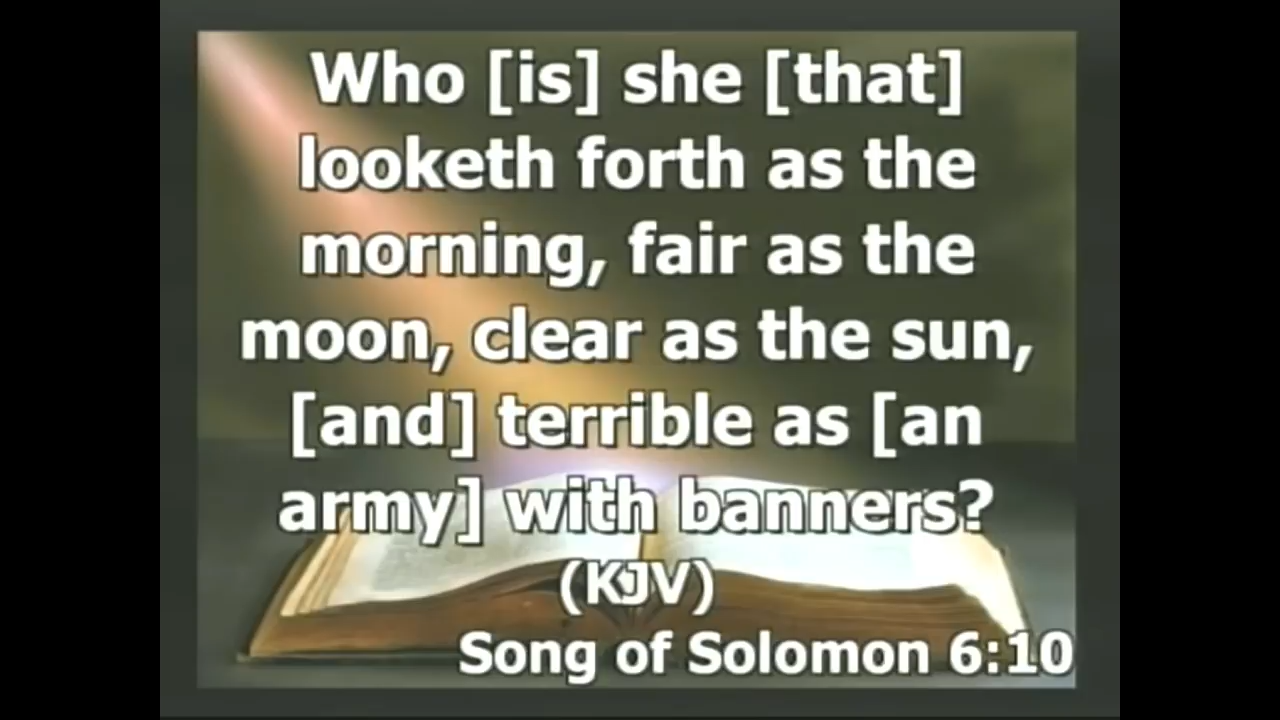 Who [is] she [that]
looketh forth as the
morning, fair as the
moon, clear as the sun,
[and] terrible as [an
army] with banners?
(KJV)
Song of Solomon 6:10